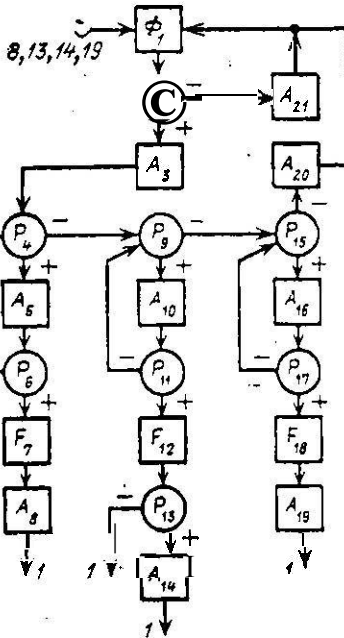 Ф1
8, 13, 14, 19
С
−
A21
+
A3
A20
P4
−
P9
−
P15
−
+
+
+
A5
A10
A16
P6
−
P11
−
P17
+
+
+
F7
F12
F18
A8
−
P13
A19
1
1
+
1
A14
1